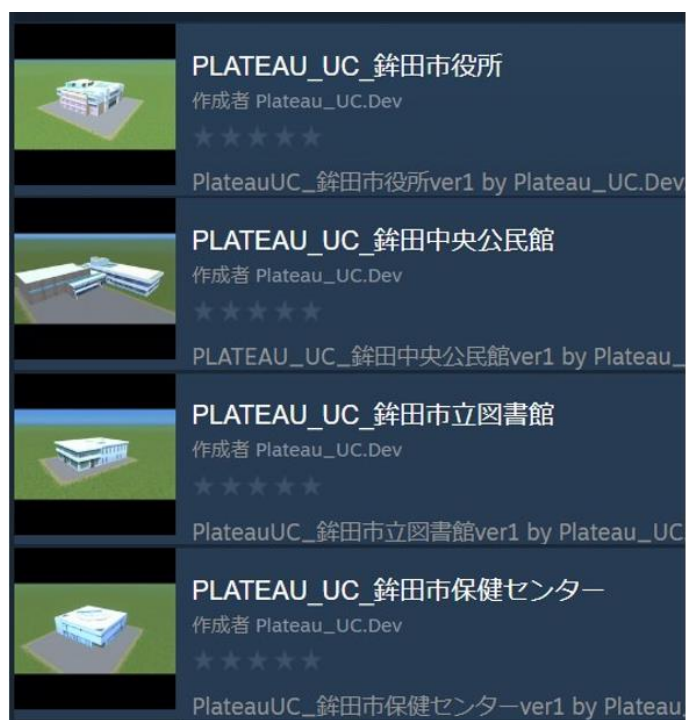 PLATEAU_UC_鉾田市役所
作成者 Plateau_UC.Dev
PlateauUC_鉾田市役所ver1 by Plateau_UC.Dev
PLATEAU_UC_鉾田中央公民館
作成者 Plateau_UC.Dev
PLATEAU_UC_鉾田中央公民館ver1 by Plateau_
PLATEAU_UC_鉾田市立図書館
作成者 Plateau_UC.Dev
PlateauUC_鉾田市立図書館ver1 by Plateau_UC.
PLATEAU_UC_鉾田市保健センター
作成者 Plateau_UC.Dev
PlateauUC_鉾田市保健センターver1 by Plateau